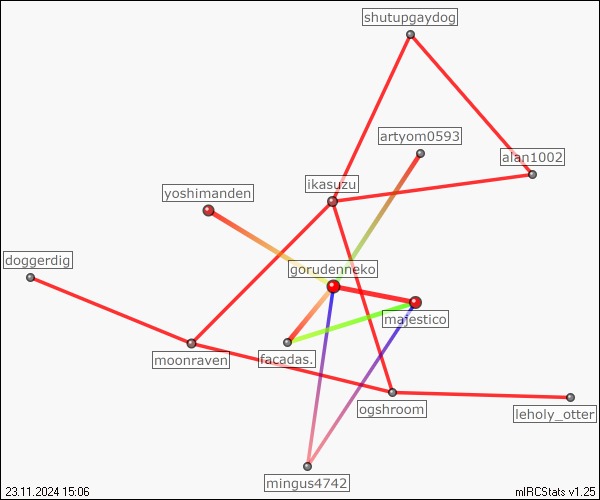 shutupgaydog
artyom0593
alan1002
yoshimanden
ikasuzu
doggerdig
gorudenneko
majestico
moonraven
facadas.
ogshroom
leholy_otter
mingus4742
23.11.2024 15:06
mIRCStats v1.25